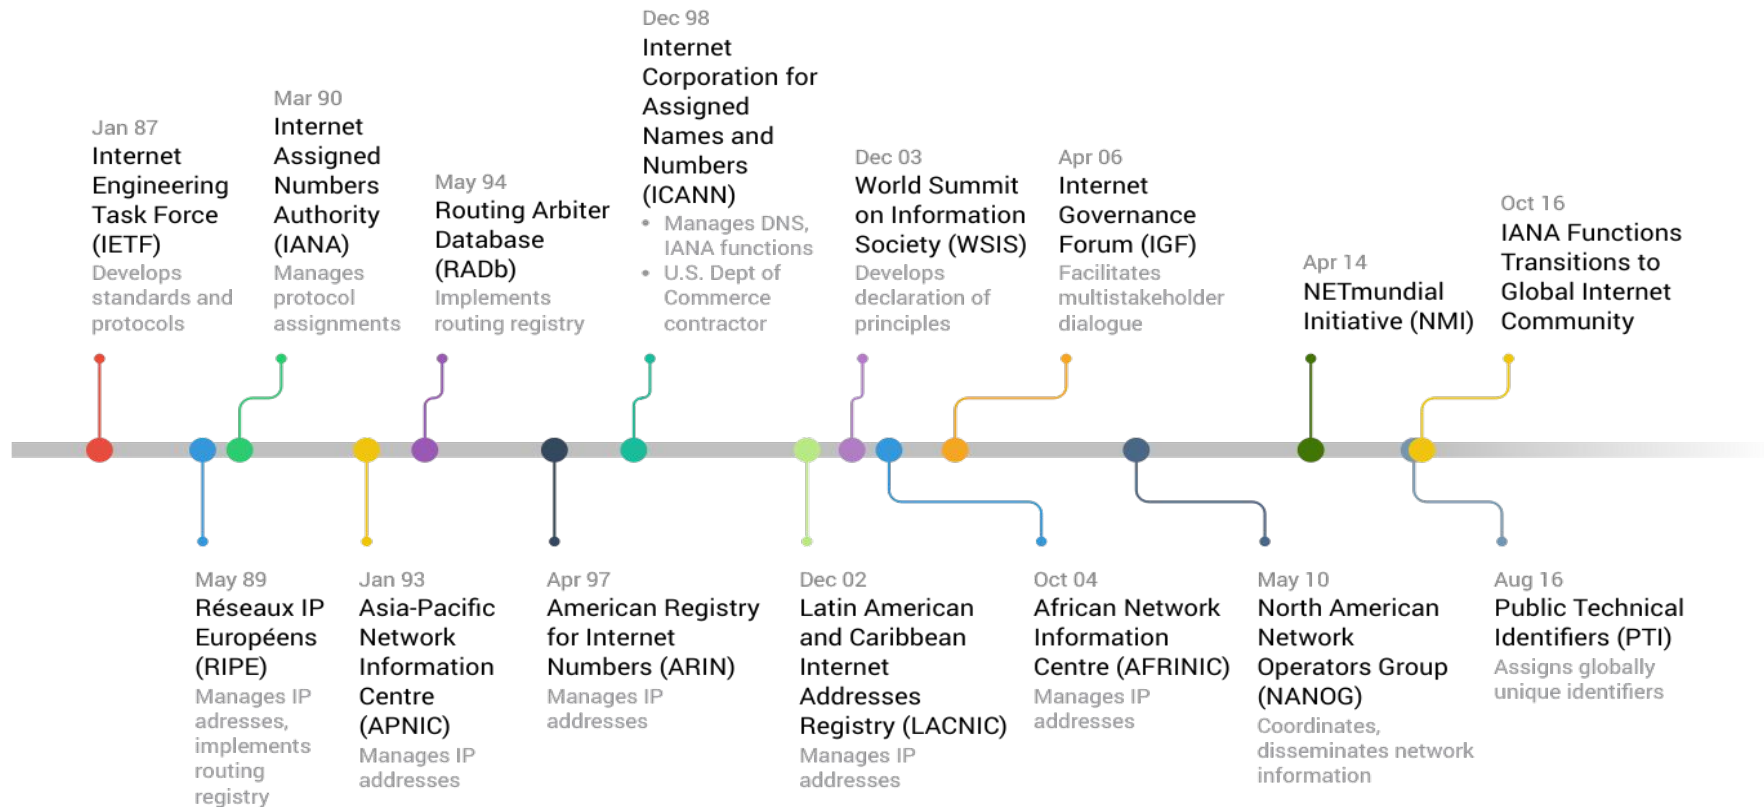 Jan 87
Internet
Engineering
Task Force
(IETF)
Develops
standards and
protocols
Mar 90
Internet
Assigned
Numbers
Authority
(IANA)
Manages
protocol
assignments
May 94
Routing Arbiter
Database
(RADb)
Implements
routing registry
Dec 98
Internet
Corporation for
Assigned
Names and
Numbers
(ICANN)
• Manages DNS,
IANA functions
• U.S. Dept of
Commerce
contractor
Dec 03
World Summit
on Information
Society (WSIS)
Develops
declaration of
principles
Apr 06
Internet
Governance
Forum (IGF)
Facilitates
multistakeholder
dialogue
Apr 14
NETmundial
Initiative (NMI)
Oct 16
IANA Functions
Transitions to
Global Internet
Community
May 89
Réseaux IP
Européens
(RIPE)
Manages IP
adresses,
implements
routing
registry
Jan 93
Asia-Pacific
Network
Information
Centre
(APNIC)
Manages IP
addresses
Apr 97
American Registry
for Internet
Numbers (ARIN)
Manages IP
addresses
Dec 02
Latin American
and Caribbean
Internet
Addresses
Registry (LACNIC)
Manages IP
addresses
Oct 04
African Network
Information
Centre (AFRINIC)
Manages IP
addresses
May 10
North American
Network
Operators Group
(NANOG)
Coordinates,
disseminates network
information
Aug 16
Public Technical
Identifiers (PTI)
Assigns globally
unique identifiers